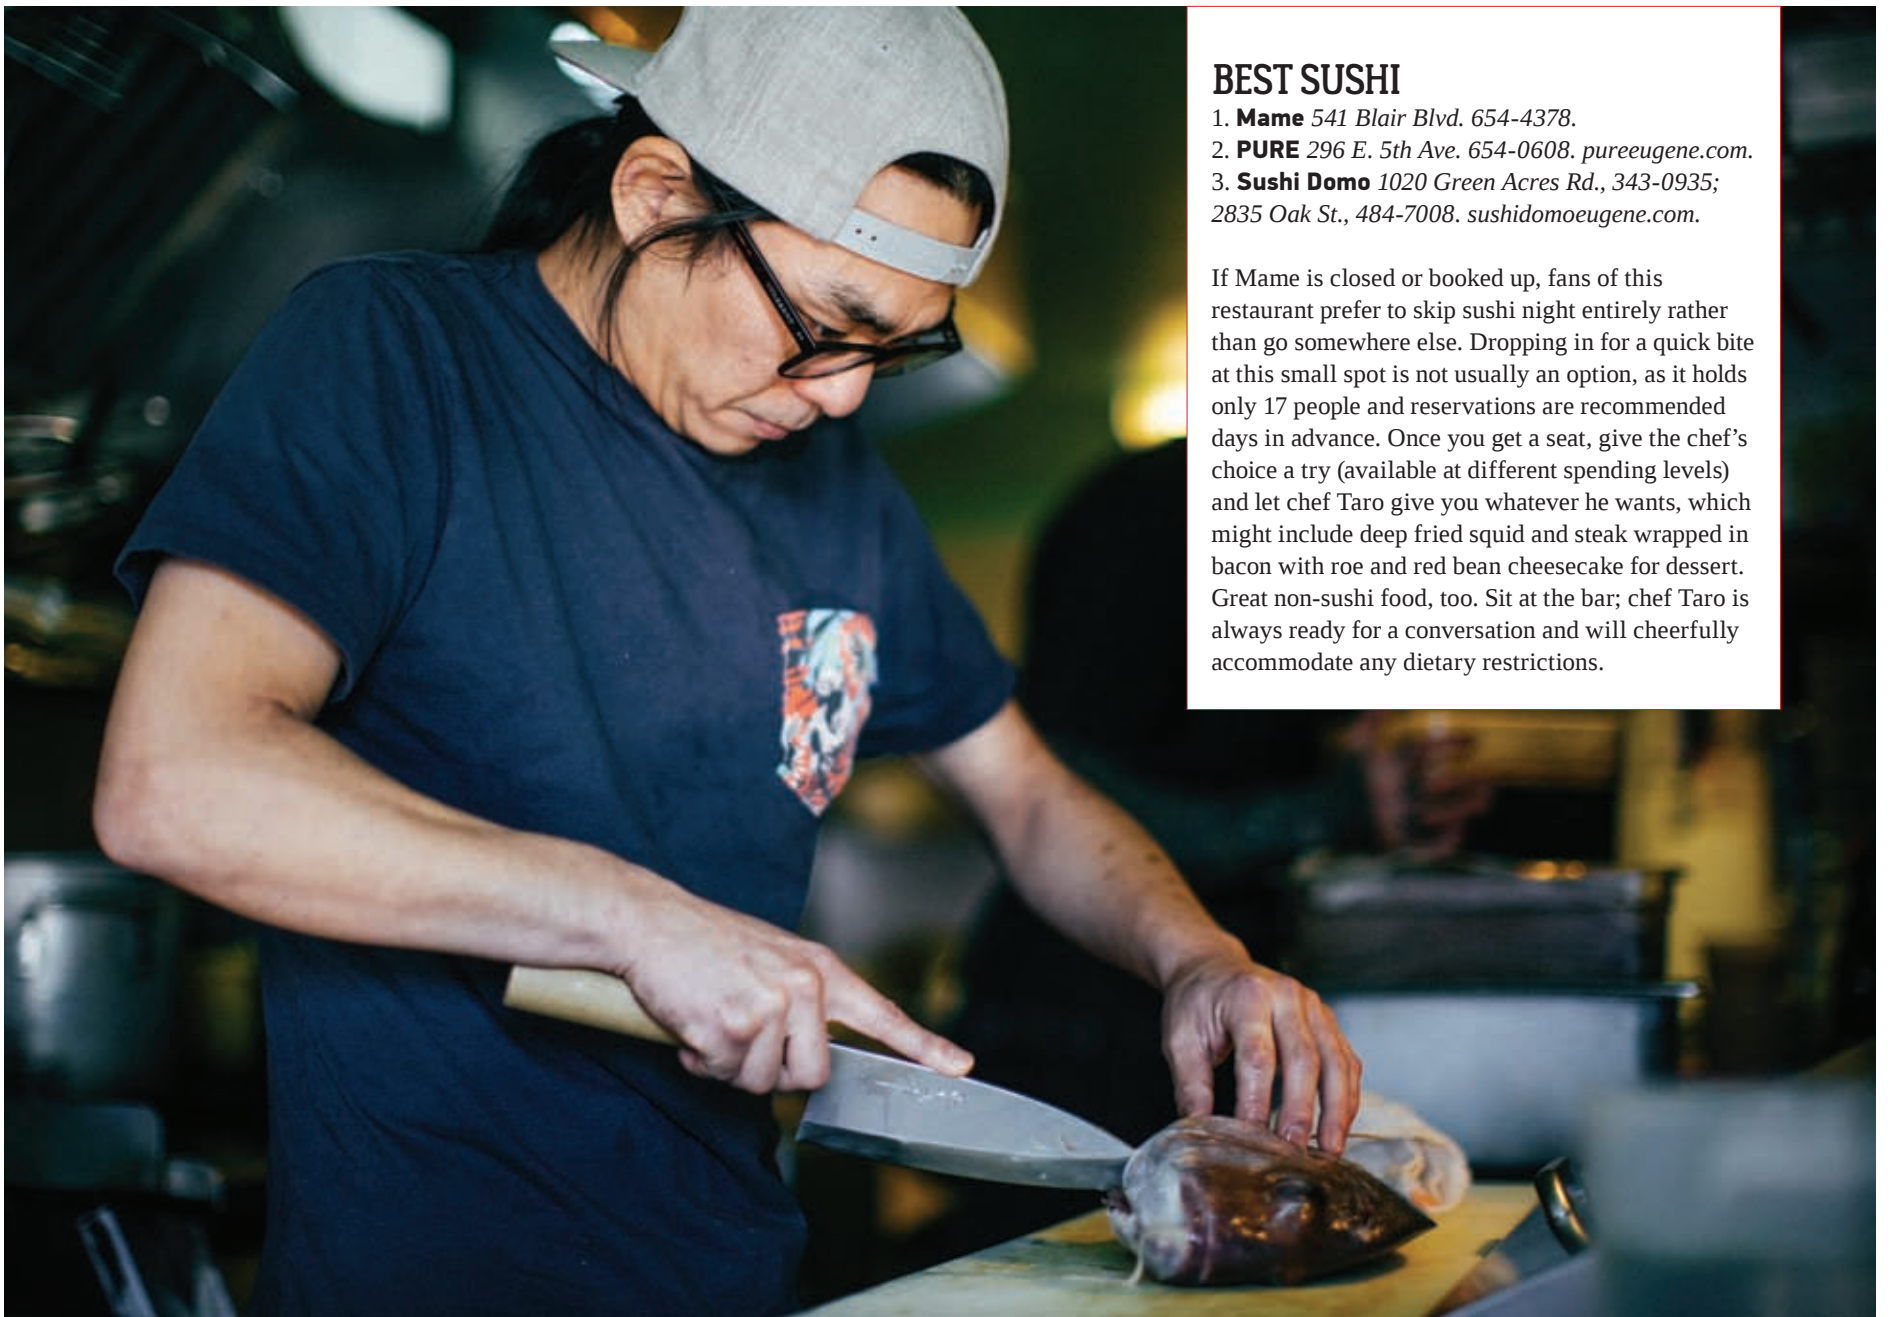 BEST SUSHI
1. Mame 541 Blair Blvd. 654-4378.
2. PURE 296 E. 5th Ave. 654-0608. pureeugene.com.
3. Sushi Domo 1020 Green Acres Rd., 343-0935;
2835 Oak St., 484-7008. sushidomoeugene.com.
If Mame is closed or booked up, fans of this
restaurant prefer to skip sushi night entirely rather
than go somewhere else. Dropping in for a quick bite
at this small spot is not usually an option, as it holds
only 17 people and reservations are recommended
days in advance. Once you get a seat, give the chef’s
choice a try (available at different spending levels)
and let chef Taro give you whatever he wants, which
might include deep fried squid and steak wrapped in
bacon with roe and red bean cheesecake for dessert.
Great non-sushi food, too. Sit at the bar; chef Taro is
always ready for a conversation and will cheerfully
accommodate any dietary restrictions.